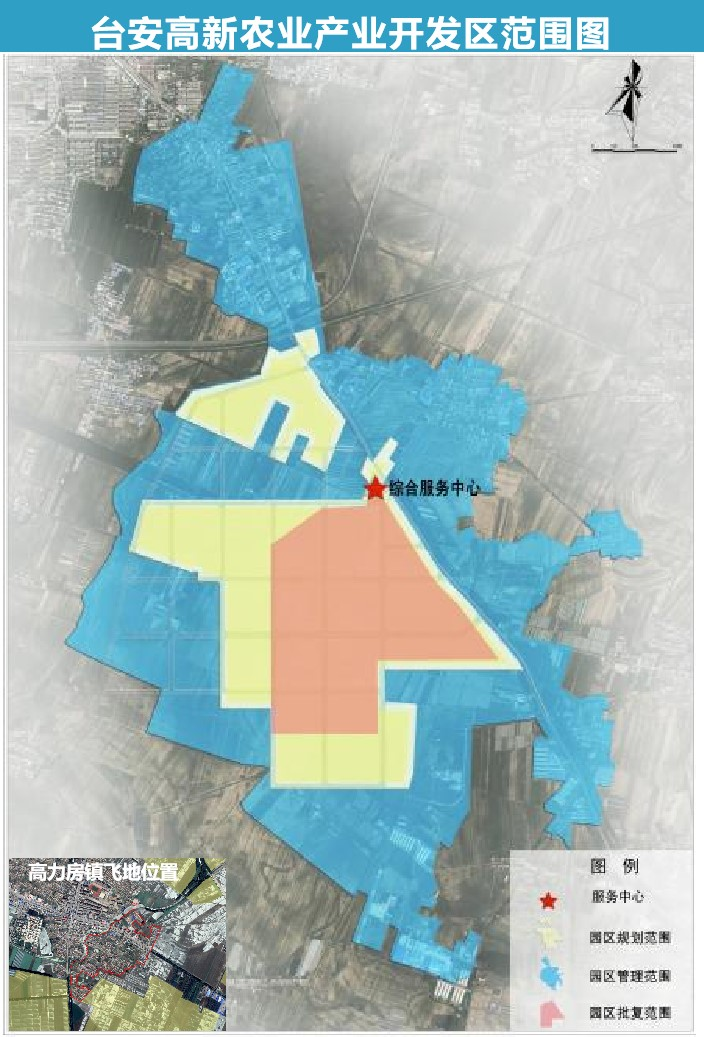 台安高新农业产业开发区范围图
综合服务中心
高力房镇飞地位置
图 例
服务中心
园区规划范围
园区管理范围
园区批复范围